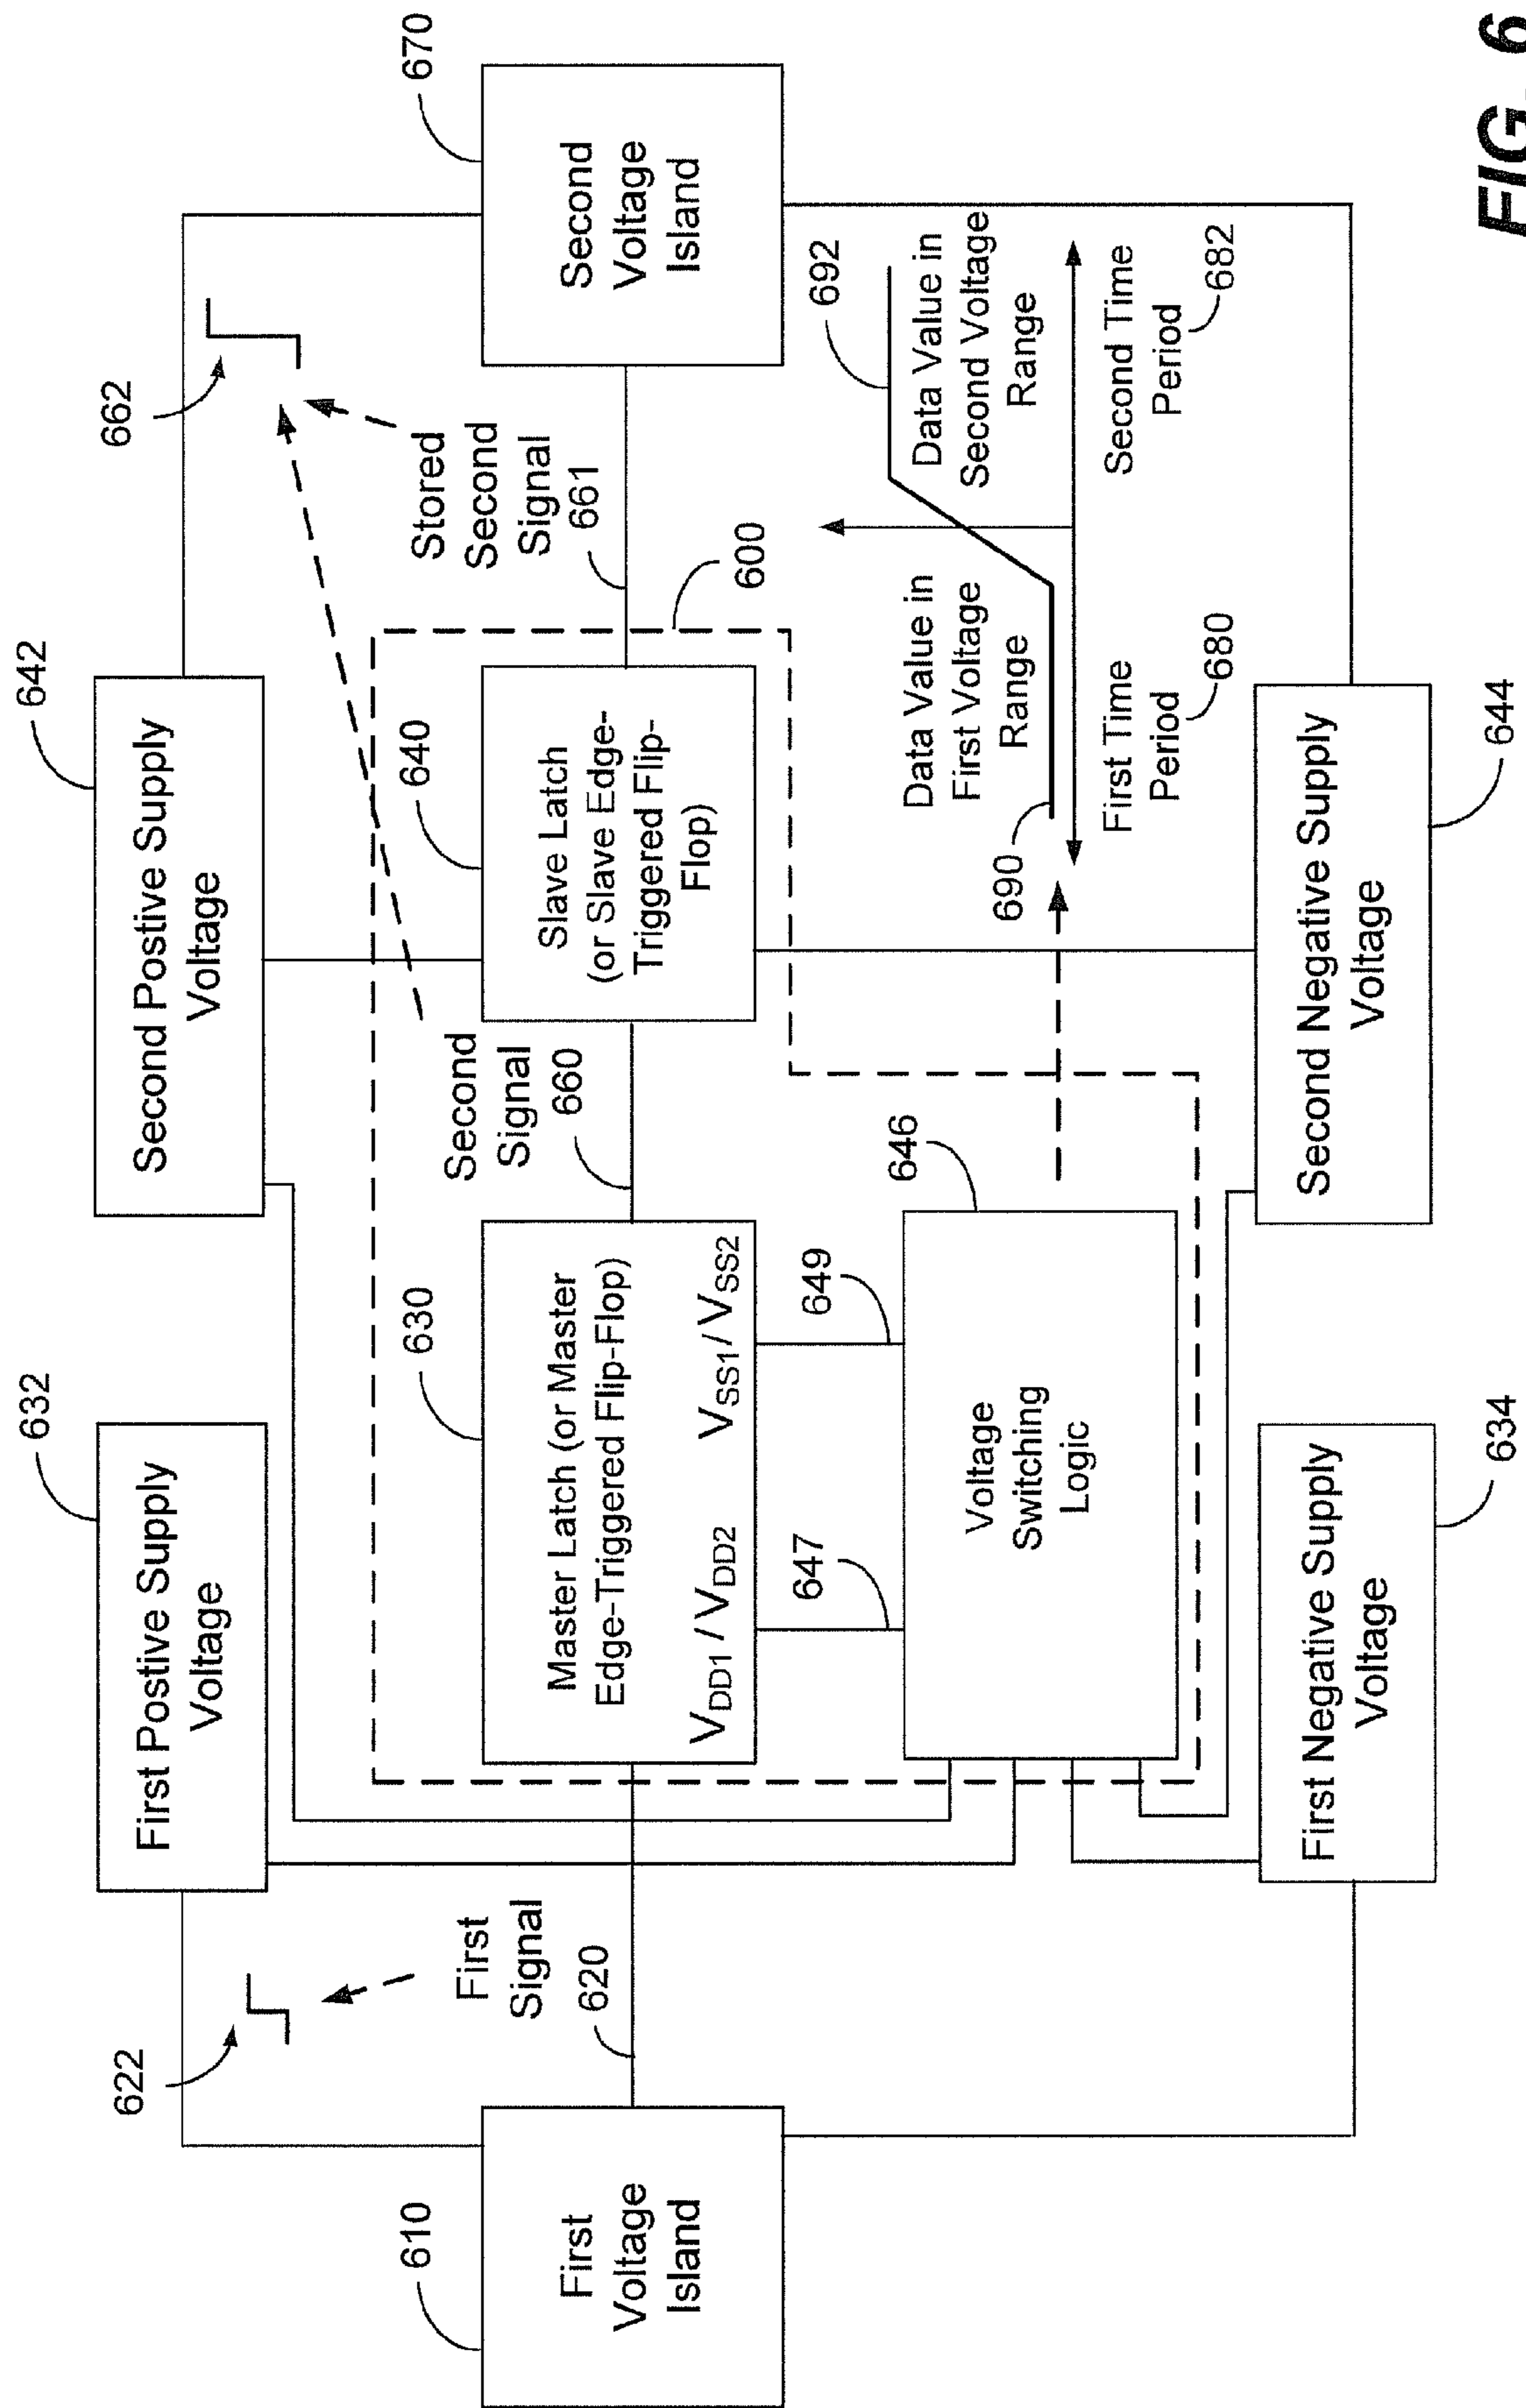 632
First Postive Supply
Voltage
642
Second Postive Supply
Voltage
622
662
First
Signal
620
Second
Signal
660
Stored
Second
Signal
661
610
First
Voltage
Island
630
Master Latch (or Master
Edge-Triggered Flip-Flop)
VDD1 / VDD2
VSS1 / VSS2
640
Slave Latch
(or Slave Edge-
Triggered Flip-
Flop)
600
670
Second
Voltage
Island
647
649
646
Voltage
Switching
Logic
690
Data Value in
First Voltage
Range
692
Data Value in
Second Voltage
Range
First Time
Period
680
Second Time
Period
682
First Negative Supply
Voltage
634
Second Negative Supply
Voltage
644
FIG. 6